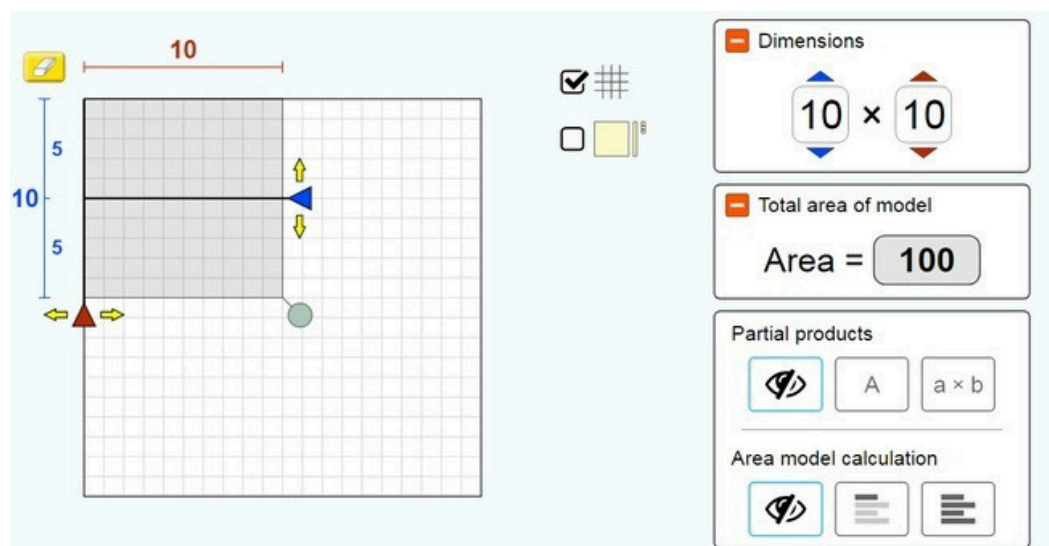 10
5
10
5
Dimensions
10 × 10
Total area of model
Area = 100
Partial products
A
a × b
Area model calculation